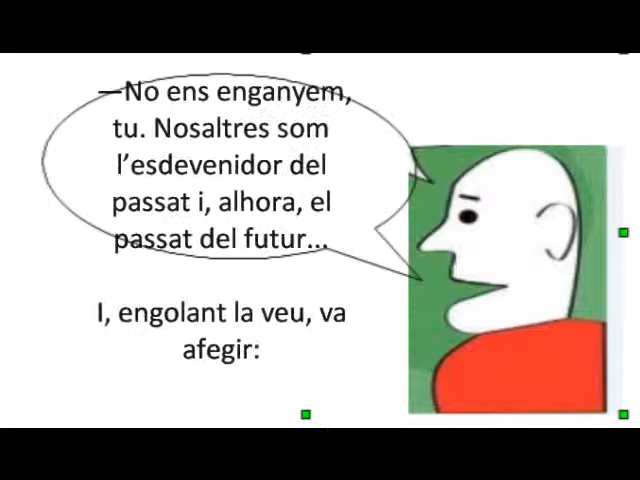 —No ens enganyem,
tu. Nosaltres som
l’esdevenidor del
passat i, alhora, el
passat del futur...
I, engolant la veu, va
afegir: